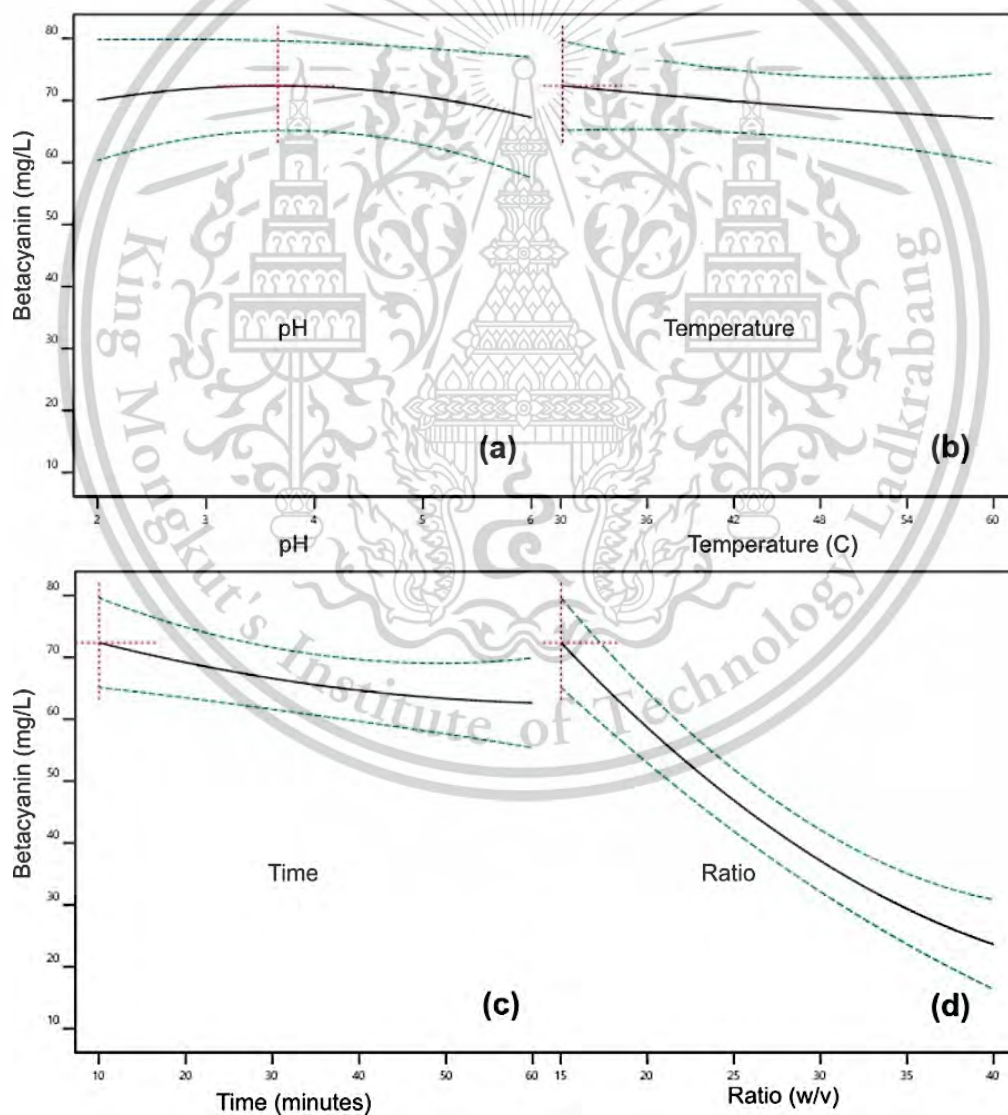 80
70
60
50
40
30
20
10
Betacyanin (mg/L)
pH
Temperature
(a)
(b)
2 3 4 5 6 30 36 42 48 54 60
pH
Temperature (C)
80
70
60
50
40
30
20
10
Betacyanin (mg/L)
Time
Ratio
(c)
(d)
10 20 30 40 50 60 15 20 25 30 35 40
Time (minutes)
Ratio (w/v)
King Mongkut's Institute of Technology Ladkrabang